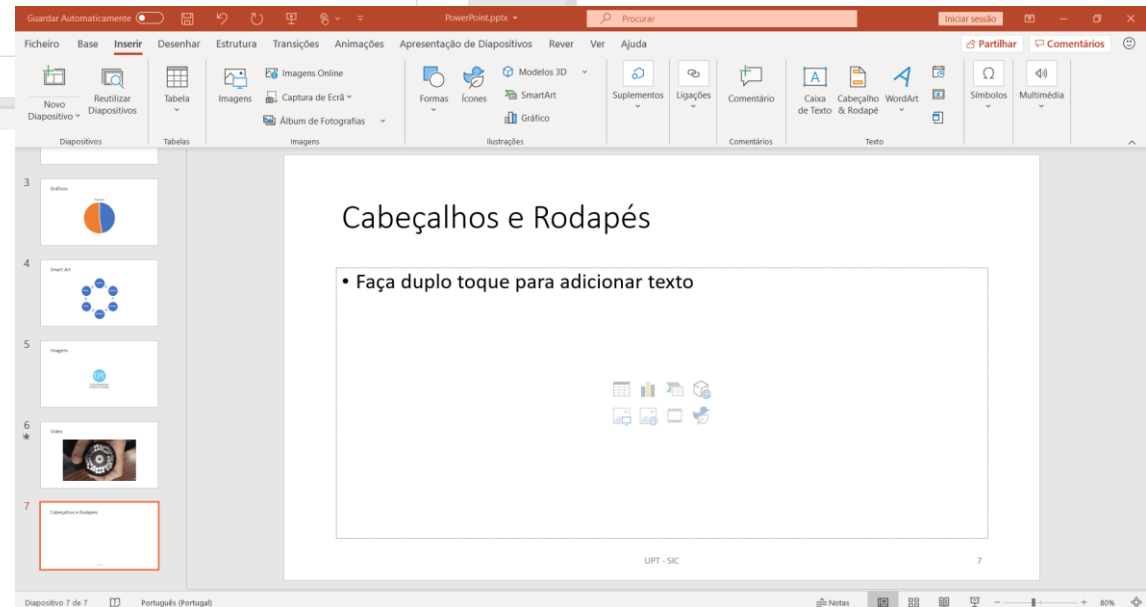 Guardar Automaticamente
PowerPoint.pptx
Procurar
Iniciar sessão
Ficheiro Base Inserir Desenhar Estrutura Transições Animações Apresentação de Diapositivos Rever Ver Ajuda
Partilhar Comentários
Novo Diapositivo
Reutilizar Diapositivos
Tabela
Imagens
Imagens Online
Captura de Ecrã
Álbum de Fotografias
Formas
Ícones
Modelos 3D
SmartArt
Gráfico
Suplementos
Ligações
Comentário
Caixa de Texto
Cabeçalho & Rodapé
WordArt
Símbolos
Multimédia
Diapositivos Tabelas Imagens Ilustrações Comentários Texto
3
Gráficos
4
Smart Art
5
Imagem
6
Vídeo
7
Cabeçalhos e Rodapés
Cabeçalhos e Rodapés
• Faça duplo toque para adicionar texto
UPT - SIC
7
Diapositivo 7 de 7
Português (Portugal)
Notas
80%